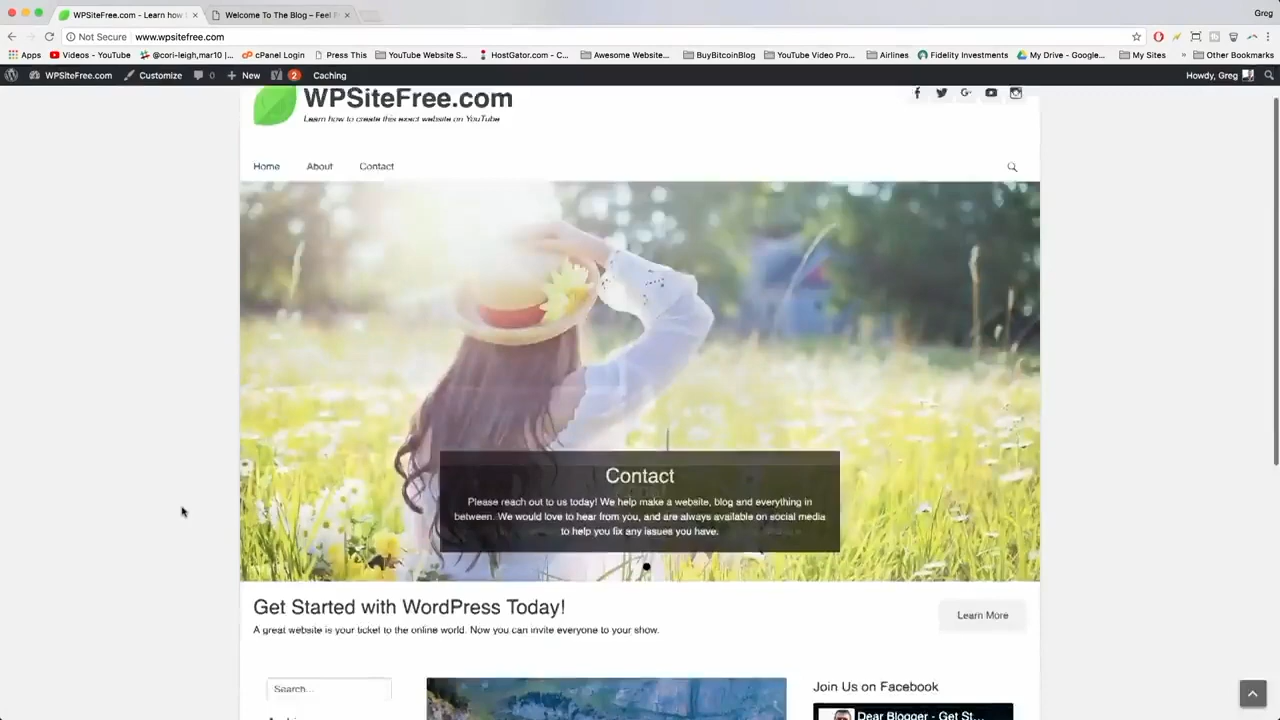 WPSiteFree.com - Learn how
Welcome To The Blog – Feel
Greg
Not Secure www.wpsitefree.com
Apps Videos - YouTube @cori-leigh,mar10 |... cPanel Login Press This YouTube Website S... HostGator.com - C... Awesome Website... BuyBitcoinBlog YouTube Video Pro... Airlines Fidelity Investments My Drive - Google... My Sites » Other Bookmarks
WPSiteFree.com Customize 0 New 2 Caching Howdy, Greg
WPSiteFree.com
Learn how to create this exact website on YouTube
Home About Contact
Contact
Please reach out to us today! We help make a website, blog and everything in
between. We would love to hear from you, and are always available on social media
to help you fix any issues you have.
Get Started with WordPress Today!
Learn More
A great website is your ticket to the online world. Now you can invite everyone to your show.
Search...
Join Us on Facebook
Dear Blogger - Get St...